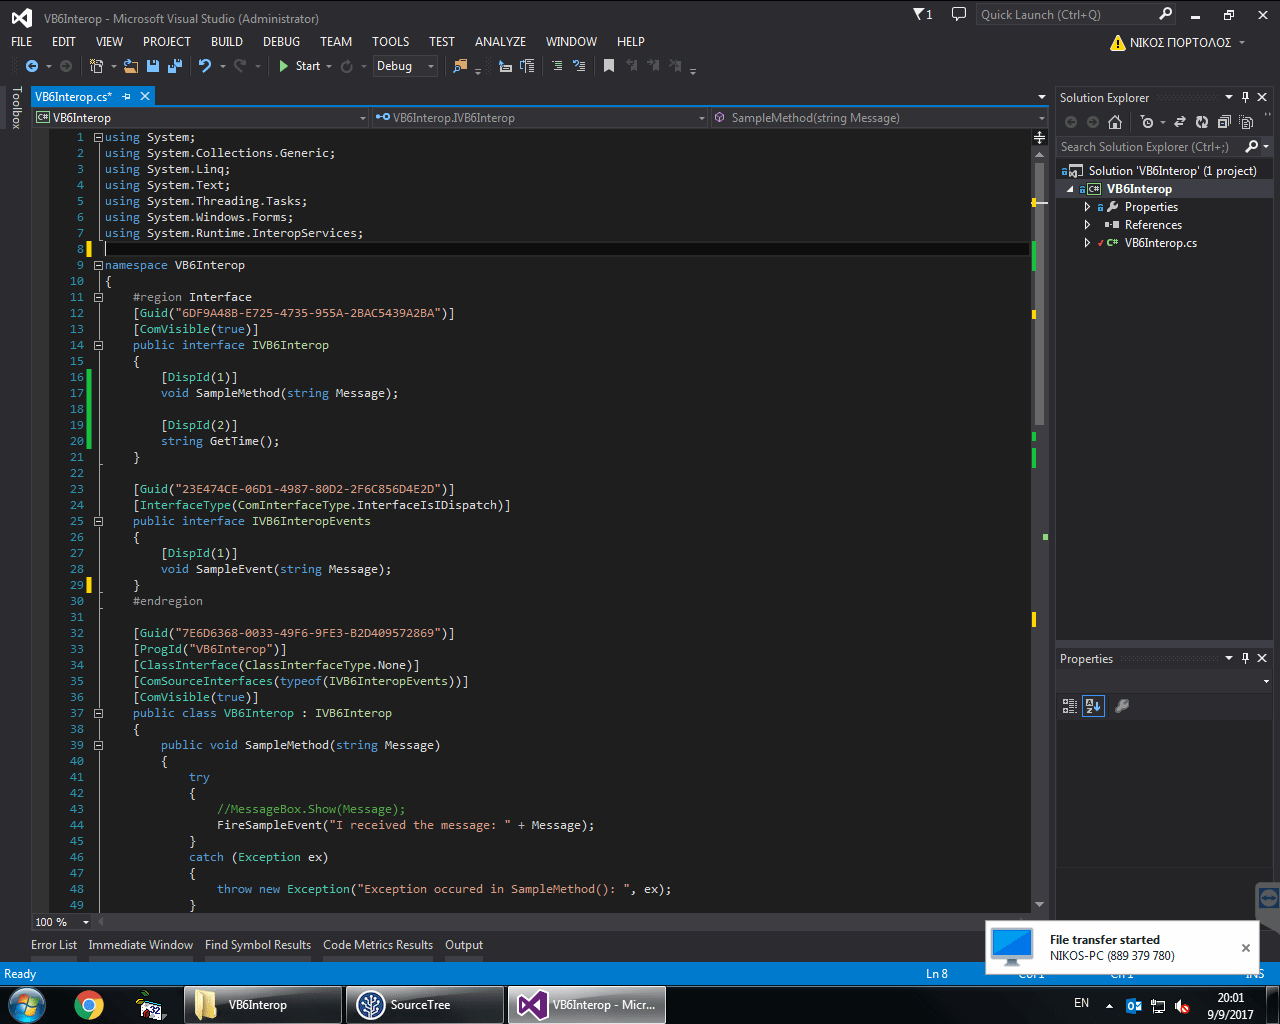 VB6Interop - Microsoft Visual Studio (Administrator)
1
Quick Launch (Ctrl+Q)
FILE EDIT VIEW PROJECT BUILD DEBUG TEAM TOOLS TEST ANALYZE WINDOW HELP
ΝΙΚΟΣ ΠΟΡΤΟΛΟΣ
Start
Debug
Toolbox
VB6Interop.cs*
VB6Interop
VB6Interop.IVB6Interop
SampleMethod(string Message)
1 using System;
2 using System.Collections.Generic;
3 using System.Linq;
4 using System.Text;
5 using System.Threading.Tasks;
6 using System.Windows.Forms;
7 using System.Runtime.InteropServices;
8
9 namespace VB6Interop
10 {
11 #region Interface
12 [Guid("6DF9A48B-E725-4735-955A-2BAC5439A2BA")]
13 [ComVisible(true)]
14 public interface IVB6Interop
15 {
16 [DispId(1)]
17 void SampleMethod(string Message);
18
19 [DispId(2)]
20 string GetTime();
21 }
22
23 [Guid("23E474CE-06D1-4987-80D2-2F6C856D4E2D")]
24 [InterfaceType(ComInterfaceType.InterfaceIsIDispatch)]
25 public interface IVB6InteropEvents
26 {
27 [DispId(1)]
28 void SampleEvent(string Message);
29 }
30 #endregion
31
32 [Guid("7E6D6368-0033-49F6-9FE3-B2D409572869")]
33 [ProgId("VB6Interop")]
34 [ClassInterface(ClassInterfaceType.None)]
35 [ComSourceInterfaces(typeof(IVB6InteropEvents))]
36 [ComVisible(true)]
37 public class VB6Interop : IVB6Interop
38 {
39 public void SampleMethod(string Message)
40 {
41 try
42 {
43 //MessageBox.Show(Message);
44 FireSampleEvent("I received the message: " + Message);
45 }
46 catch (Exception ex)
47 {
48 throw new Exception("Exception occured in SampleMethod(): ", ex);
49 }
100 %
Solution Explorer
Search Solution Explorer (Ctrl+;)
Solution 'VB6Interop' (1 project)
VB6Interop
Properties
References
VB6Interop.cs
Properties
Error List Immediate Window Find Symbol Results Code Metrics Results Output
File transfer started
NIKOS-PC (889 379 780)
Ready
Ln 8
Col 1
Ch 1
INS
VB6Interop
SourceTree
VB6Interop - Micr...
EN
20:01
9/9/2017